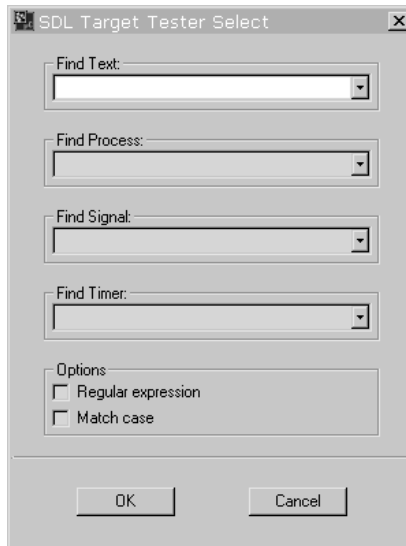 SDL Target Tester Select
Find Text:
Find Process:
Find Signal:
Find Timer:
Options
Regular expression
Match case
OK
Cancel